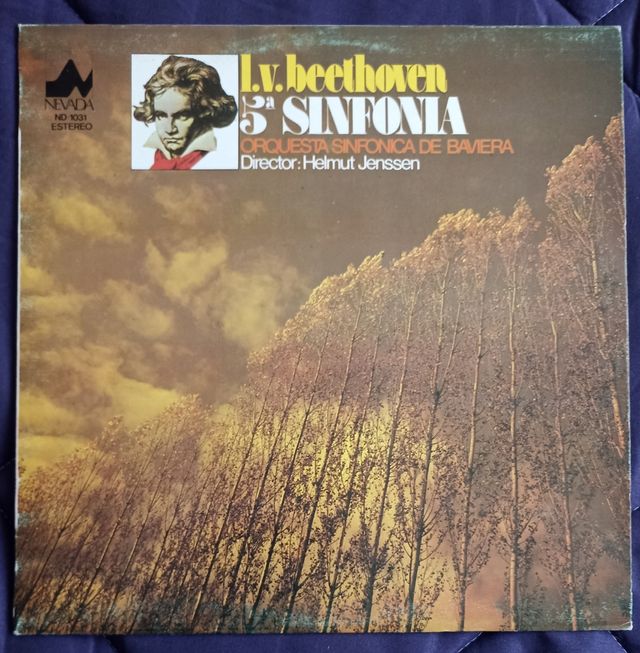 NEVADA
ND 1031
ESTEREO
l.v. beethoven
5ª SINFONIA
ORQUESTA SINFONICA DE BAVIERA
Director: Helmut Jenssen